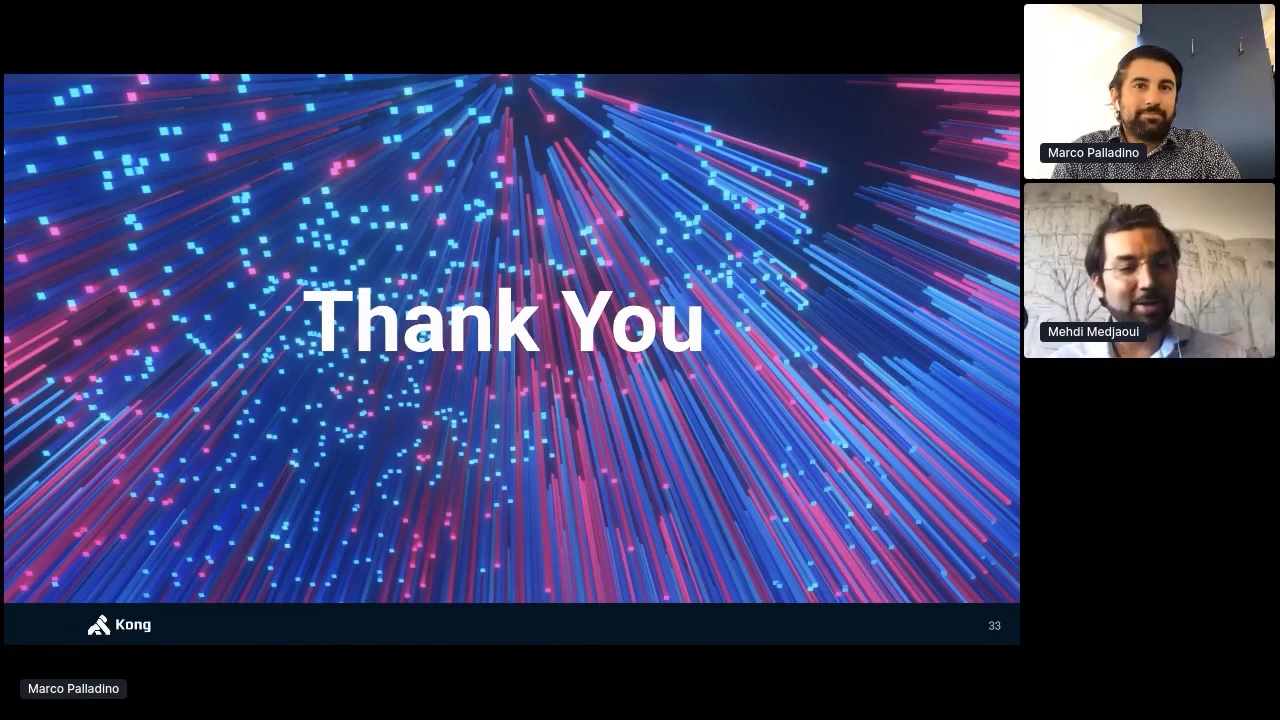 Thank You
Kong
33
Marco Palladino
Marco Palladino
Mehdi Medjaoui